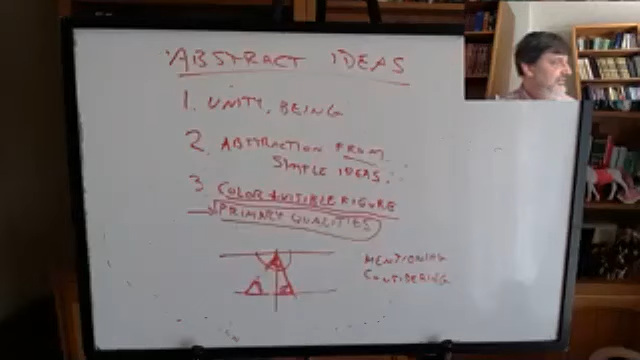 ABSTRACT IDEAS
1. UNITY, BEING
2. ABSTRACTION FROM
SIMPLE IDEAS.
3. COLOR & VISIBLE FIGURE
→ PRIMARY QUALITIES
MENTIONING
CONSIDERING